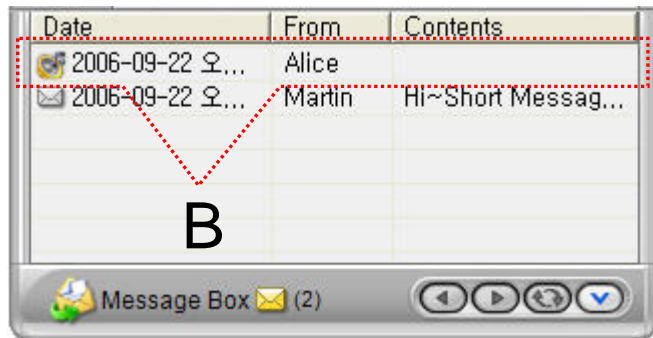 Date From Contents
2006-09-22 오... Alice
2006-09-22 오... Martin Hi~Short Messag...
B
Message Box (2)